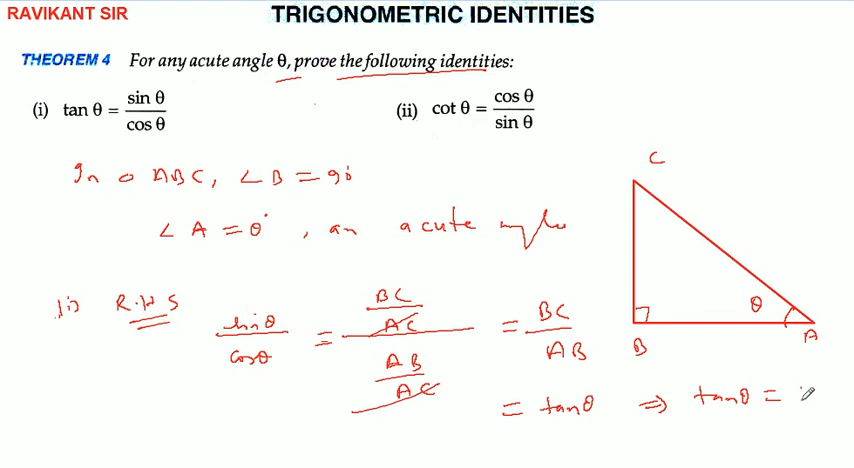 RAVIKANT SIR
TRIGONOMETRIC IDENTITIES
THEOREM 4 For any acute angle θ, prove the following identities:
(i) tan θ = sin θ / cos θ (ii) cot θ = cos θ / sin θ
In △ ABC, ∠B = 90
∠A = θ°, an acute angle
C
(i) R.H.S
sinθ / cosθ = (BC / AC) / (AB / AC) = BC / AB
= tanθ ⇒ tanθ =
θ
B A